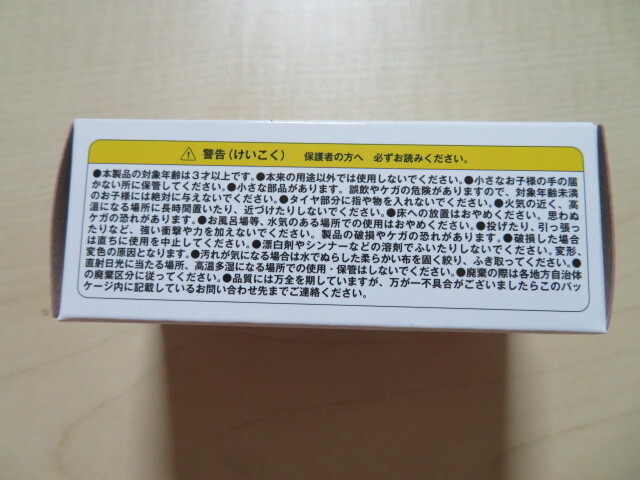 ⚠ 警告(けいこく) 保護者の方へ 必ずお読みください。
●本製品の対象年齢は3才以上です。●本来の用途以外では使用しないでください。●小さなお子様の手の届
かない所に保管してください。●小さな部品があります。誤飲やケガの危険がありますので、対象年齢未満
のお子様には絶対に与えないでください。●タイヤ部分に指や物を入れないでください。●火気の近く、高
温になる場所に長時間置いたり、近づけたりしないでください。●床への放置はおやめください。思わぬ
ケガの恐れがあります。●お風呂場等、水気のある場所での使用はおやめください。●投げたり、引っ張っ
たりなど、強い衝撃や力を加えないでください。製品の破損やケガの恐れがあります。●破損した場合
は直ちに使用を中止してください。●漂白剤やシンナーなどの溶剤でふいたりしないでください。変形、
変色の原因となります。●汚れが気になる場合は水でぬらした柔らかい布を固く絞り、ふき取ってください。●
直射日光に当たる場所、高温多湿になる場所での使用・保管はしないでください。●廃棄の際は各地方自治体
の廃棄区分に従ってください。●品質には万全を期していますが、万が一不具合がございましたらこのパッ
ケージ内に記載しているお問い合わせ先までご連絡ください。